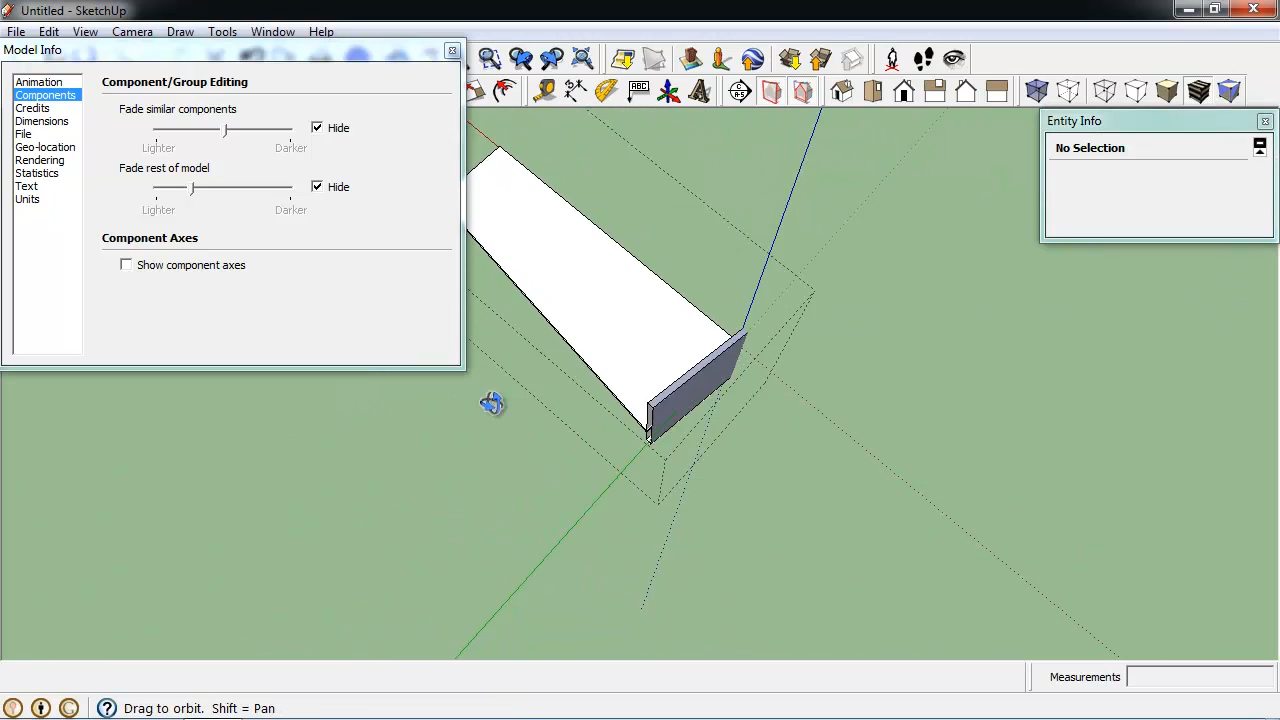 Untitled - SketchUp
File Edit View Camera Draw Tools Window Help
Model Info
Animation
Components
Credits
Dimensions
File
Geo-location
Rendering
Statistics
Text
Units
Component/Group Editing
Fade similar components
Hide
Lighter Darker
Fade rest of model
Hide
Lighter Darker
Component Axes
Show component axes
ABC
Entity Info
No Selection
Measurements
Drag to orbit. Shift = Pan